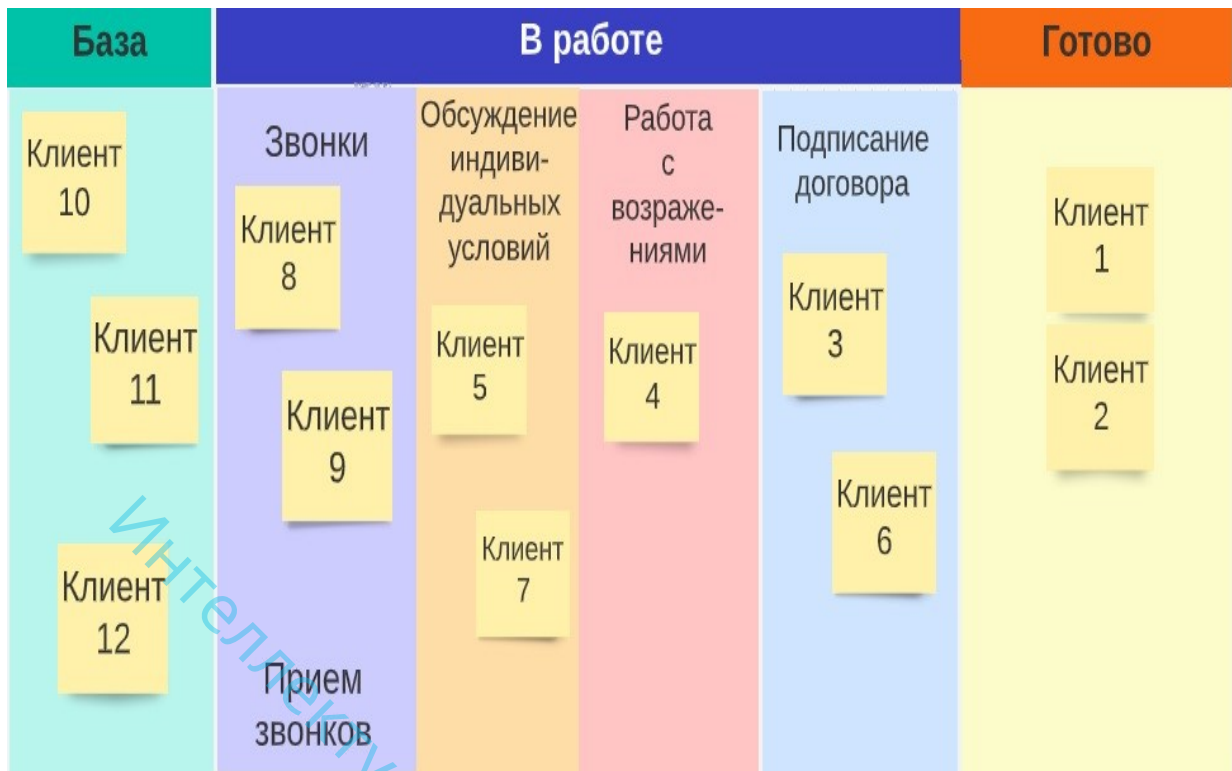 База
В работе
Готово
Клиент
10
Клиент
11
Клиент
12
Звонки
Клиент
8
Клиент
9
Прием
звонков
Обсуждение
индиви-
дуальных
условий
Клиент
5
Клиент
7
Работа
с
возраже-
ниями
Клиент
4
Подписание
договора
Клиент
3
Клиент
6
Клиент
1
Клиент
2